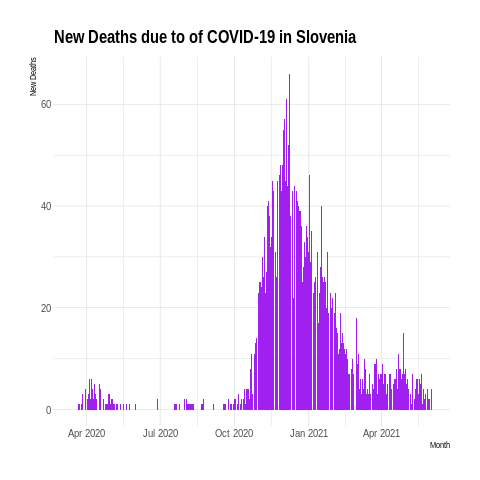 New Deaths due to of COVID-19 in Slovenia
New Deaths
60
40
20
0
Apr 2020 Jul 2020 Oct 2020 Jan 2021 Apr 2021
Month